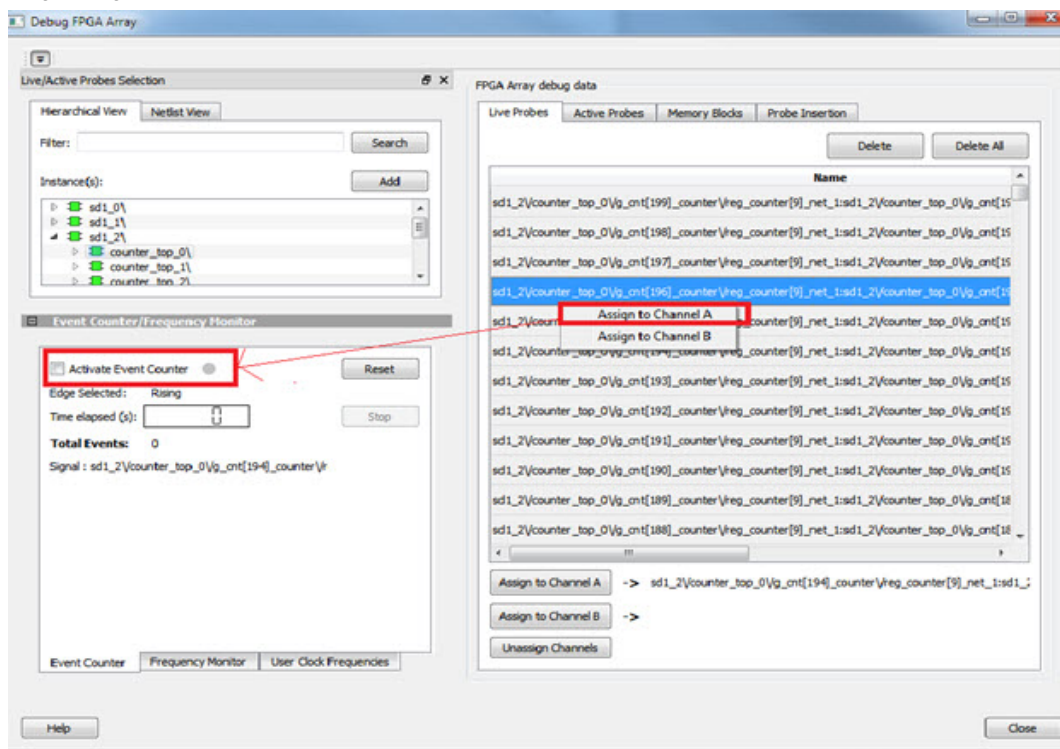 Debug FPGA Array
Live/Active Probes Selection
Hierarchical View Netlist View
Filter: Search
Instance(s): Add
sd1_0\
sd1_1\
sd1_2\
counter_top_0\
counter_top_1\
counter_top_2\
Event Counter/Frequency Monitor
Activate Event Counter Reset
Edge Selected: Rising
Time elapsed (s): 0 Stop
Total Events: 0
Signal : sd1_2\/counter_top_0\/g_cnt[194]_counter\/r
Event Counter Frequency Monitor User Clock Frequencies
FPGA Array debug data
Live Probes Active Probes Memory Blocks Probe Insertion
Delete Delete All
Name
sd1_2\/counter_top_0\/g_cnt[199]_counter\/reg_counter[9]_net_1:sd1_2\/counter_top_0\/g_cnt[19
sd1_2\/counter_top_0\/g_cnt[198]_counter\/reg_counter[9]_net_1:sd1_2\/counter_top_0\/g_cnt[19
sd1_2\/counter_top_0\/g_cnt[197]_counter\/reg_counter[9]_net_1:sd1_2\/counter_top_0\/g_cnt[19
sd1_2\/counter_top_0\/g_cnt[196]_counter\/reg_counter[9]_net_1:sd1_2\/counter_top_0\/g_cnt[19
Assign to Channel A
Assign to Channel B
sd1_2\/counter_top_0\/g_cnt[193]_counter\/reg_counter[9]_net_1:sd1_2\/counter_top_0\/g_cnt[19
sd1_2\/counter_top_0\/g_cnt[192]_counter\/reg_counter[9]_net_1:sd1_2\/counter_top_0\/g_cnt[19
sd1_2\/counter_top_0\/g_cnt[191]_counter\/reg_counter[9]_net_1:sd1_2\/counter_top_0\/g_cnt[19
sd1_2\/counter_top_0\/g_cnt[190]_counter\/reg_counter[9]_net_1:sd1_2\/counter_top_0\/g_cnt[19
sd1_2\/counter_top_0\/g_cnt[189]_counter\/reg_counter[9]_net_1:sd1_2\/counter_top_0\/g_cnt[18
sd1_2\/counter_top_0\/g_cnt[188]_counter\/reg_counter[9]_net_1:sd1_2\/counter_top_0\/g_cnt[18
Assign to Channel A -> sd1_2\/counter_top_0\/g_cnt[194]_counter\/reg_counter[9]_net_1:sd1_2
Assign to Channel B ->
Unassign Channels
Help Close